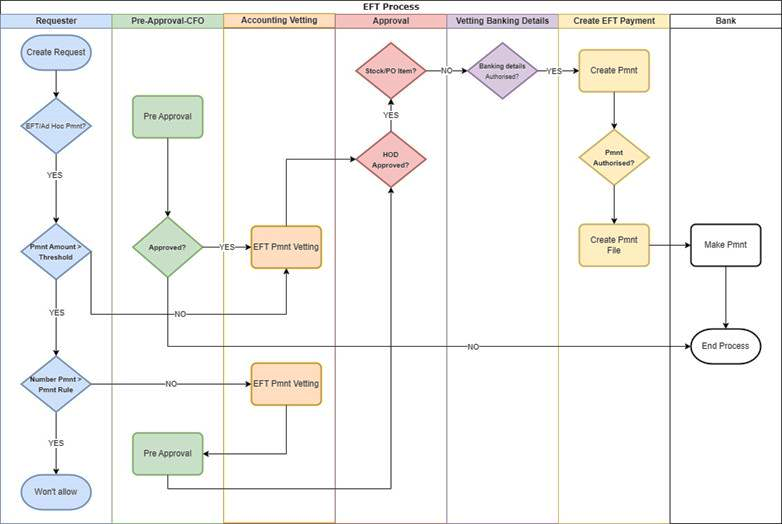 EFT Process
Requester
Pre-Approval-CFO
Accounting Vetting
Approval
Vetting Banking Details
Create EFT Payment
Bank
Create Request
EFT/Ad Hoc Pmnt?
YES
Pmnt Amount >
Threshold
YES
Number Pmnt >
Pmnt Rule
YES
Won't allow
Pre Approval
Approved?
YES
NO
NO
NO
Pre Approval
EFT Pmnt Vetting
EFT Pmnt Vetting
Stock/PO Item?
NO
YES
HOD
Approved?
Banking details
Authorised?
YES
Create Pmnt
Pmnt
Authorised?
Create Pmnt
File
Make Pmnt
End Process